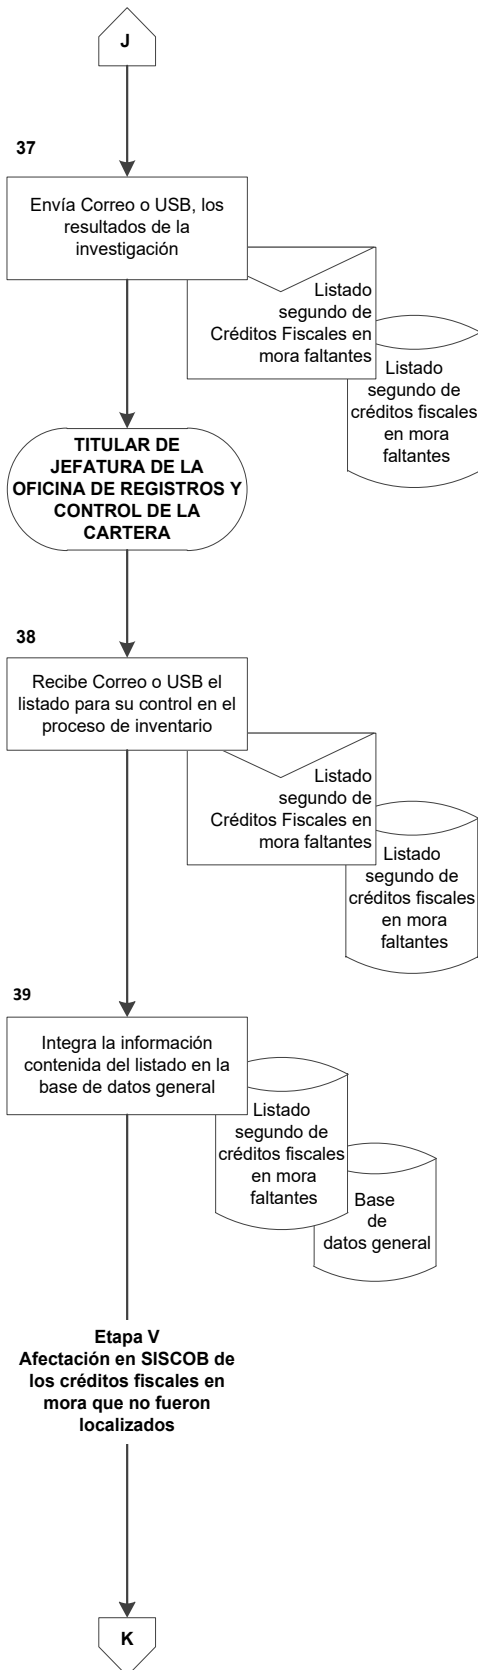 J
37
Envía Correo o USB, los
resultados de la
investigación
Listado
segundo de
Créditos Fiscales en
mora faltantes
Listado
segundo de
créditos fiscales
en mora
faltantes
TITULAR DE
JEFATURA DE LA
OFICINA DE REGISTROS Y
CONTROL DE LA
CARTERA
38
Recibe Correo o USB el
listado para su control en el
proceso de inventario
Listado
segundo de
Créditos Fiscales en
mora faltantes
Listado
segundo de
créditos fiscales
en mora
faltantes
39
Integra la información
contenida del listado en la
base de datos general
Listado
segundo de
créditos fiscales
en mora
faltantes
Base
de
datos general
Etapa V
Afectación en SISCOB de
los créditos fiscales en
mora que no fueron
localizados
K